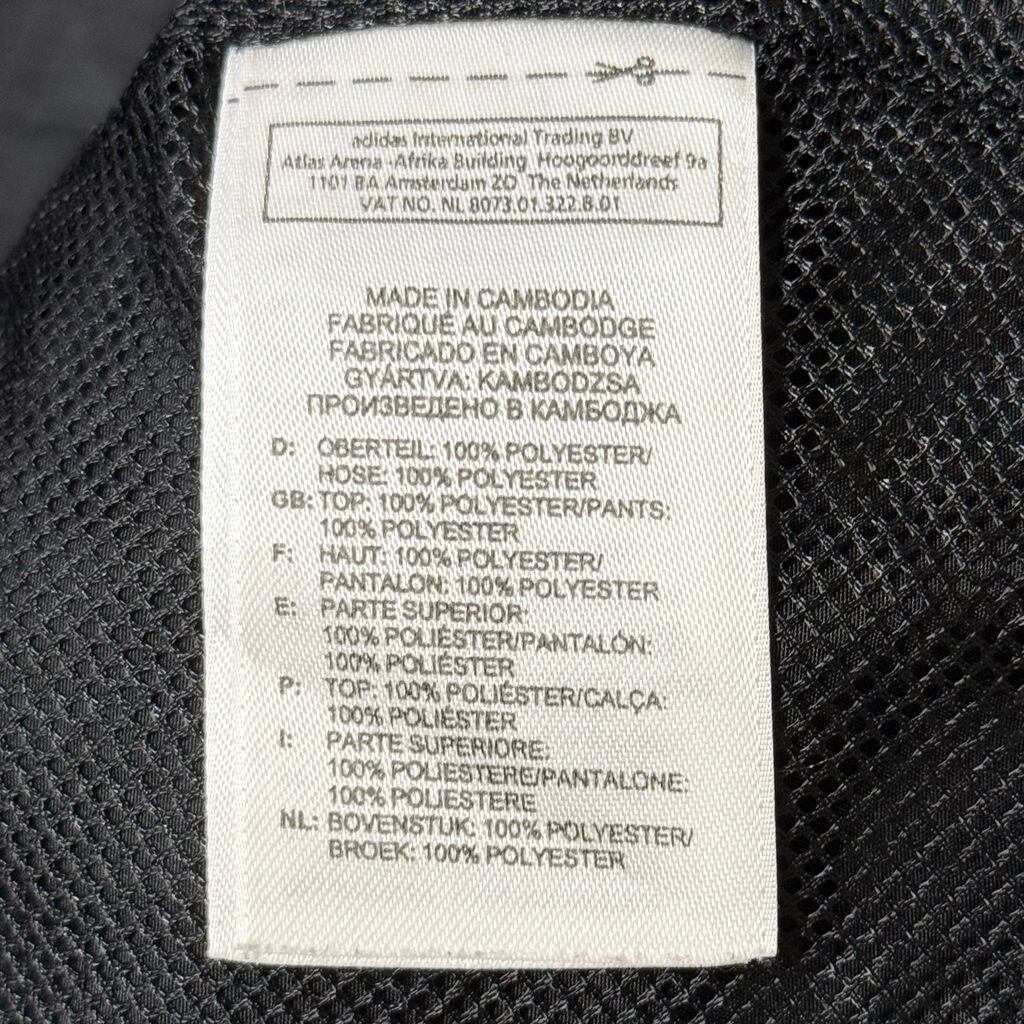 adidas International Trading BV
Atlas Arena -Afrika Building Hoogoorddreef 9a
1101 BA Amsterdam ZO The Netherlands
VAT NO. NL 8073.01.322.B.01
MADE IN CAMBODIA
FABRIQUÉ AU CAMBODGE
FABRICADO EN CAMBOYA
GYÁRTVA: KAMBODZSA
ПРОИЗВЕДЕНО В КАМБОДЖА
D: OBERTEIL: 100% POLYESTER/
HOSE: 100% POLYESTER
GB: TOP: 100% POLYESTER/PANTS:
100% POLYESTER
F: HAUT: 100% POLYESTER/
PANTALON: 100% POLYESTER
E: PARTE SUPERIOR:
100% POLIÉSTER/PANTALÓN:
100% POLIÉSTER
P: TOP: 100% POLIÉSTER/CALÇA:
100% POLIÉSTER
I: PARTE SUPERIORE:
100% POLIESTERE/PANTALONE:
100% POLIESTERE
NL: BOVENSTUK: 100% POLYESTER/
BROEK: 100% POLYESTER